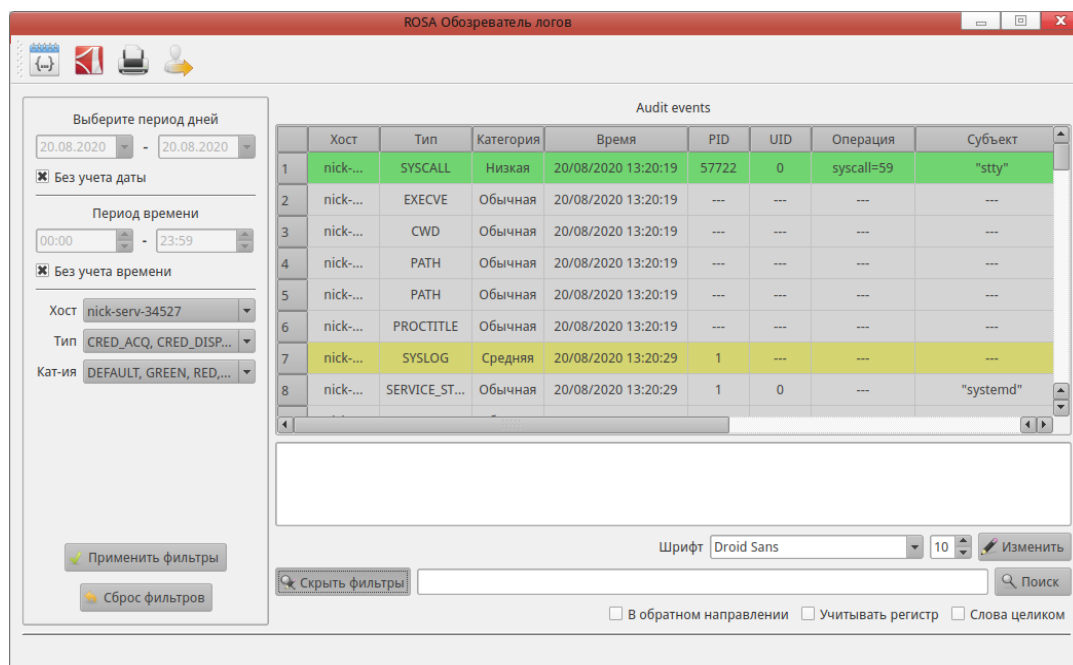 ROSA Обозреватель логов
{...}
Выберите период дней
20.08.2020 - 20.08.2020
Без учета даты
Период времени
00:00 - 23:59
Без учета времени
Хост nick-serv-34527
Тип CRED_ACQ, CRED_DISP...
Кат-ия DEFAULT, GREEN, RED,...
Применить фильтры
Сброс фильтров
Audit events
Хост Тип Категория Время PID UID Операция Субъект
1 nick-... SYSCALL Низкая 20/08/2020 13:20:19 57722 0 syscall=59 "stty"
2 nick-... EXECVE Обычная 20/08/2020 13:20:19 --- --- --- ---
3 nick-... CWD Обычная 20/08/2020 13:20:19 --- --- --- ---
4 nick-... PATH Обычная 20/08/2020 13:20:19 --- --- --- ---
5 nick-... PATH Обычная 20/08/2020 13:20:19 --- --- --- ---
6 nick-... PROCTITLE Обычная 20/08/2020 13:20:19 --- --- --- ---
7 nick-... SYSLOG Средняя 20/08/2020 13:20:29 1 --- --- ---
8 nick-... SERVICE_ST... Обычная 20/08/2020 13:20:29 1 0 --- "systemd"
Шрифт Droid Sans 10 Изменить
Скрыть фильтры Поиск
В обратном направлении Учитывать регистр Слова целиком